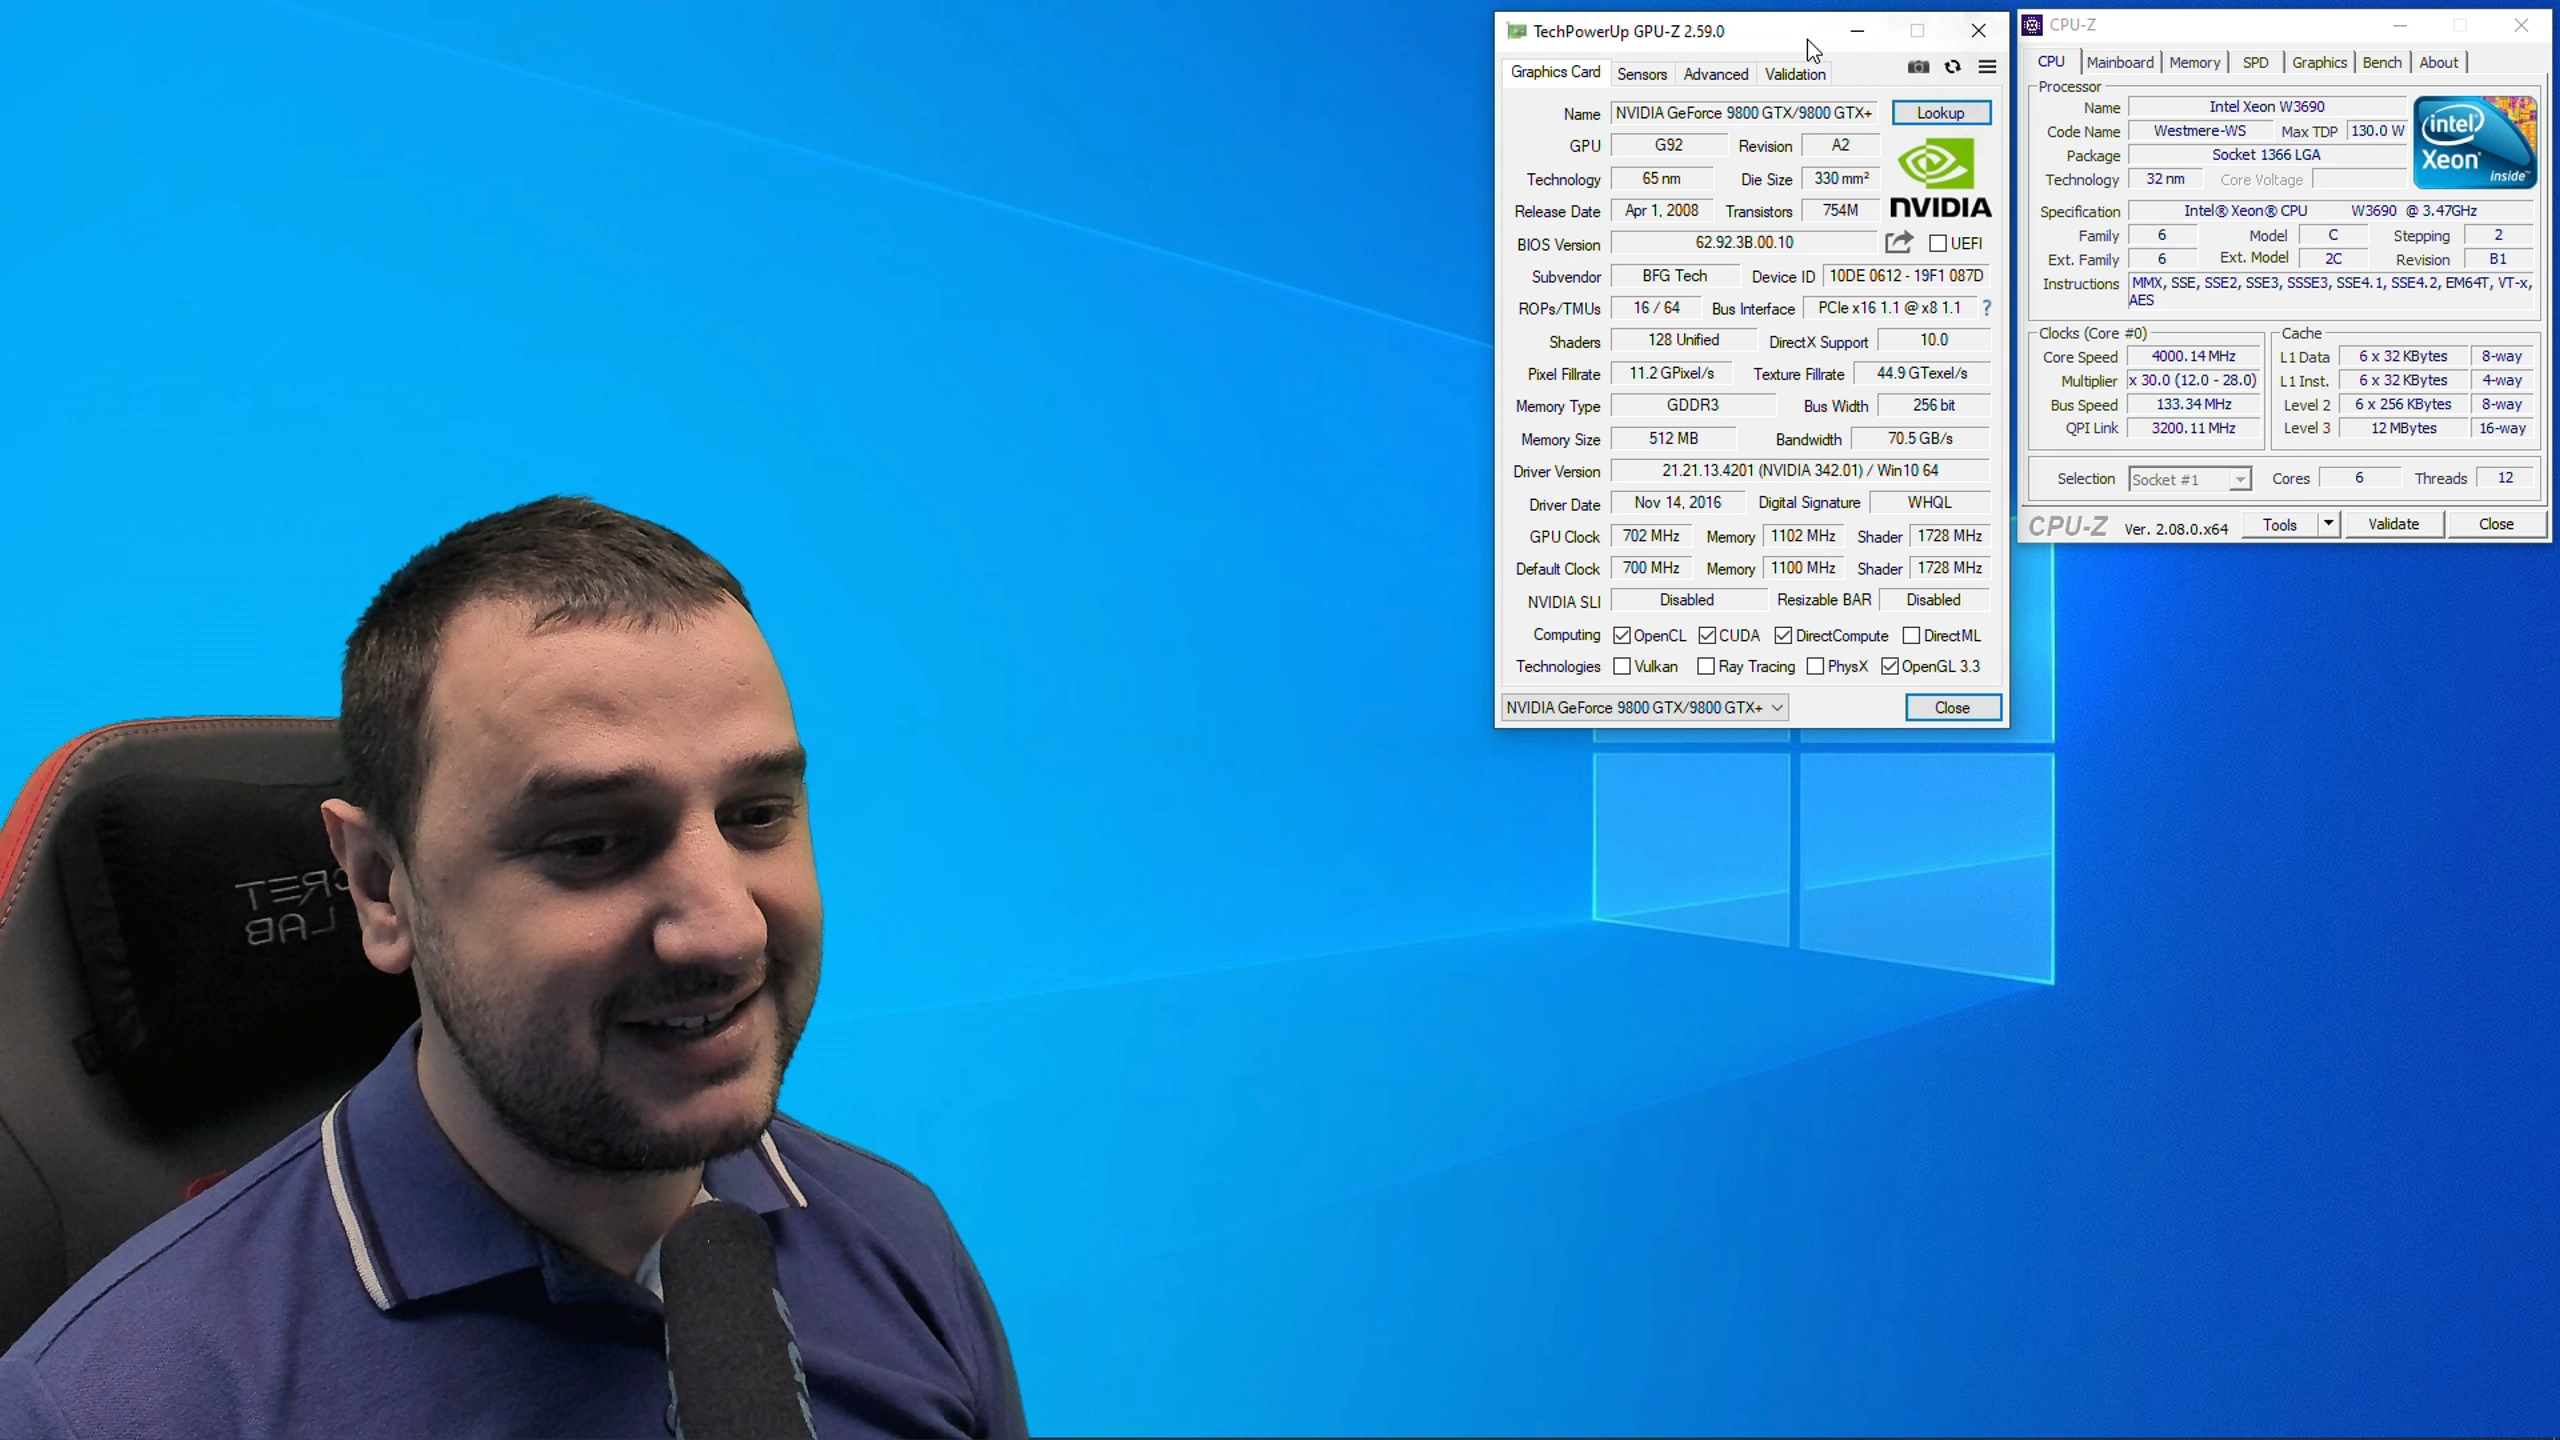 TechPowerUp GPU-Z 2.59.0
Graphics Card Sensors Advanced Validation
Name NVIDIA GeForce 9800 GTX/9800 GTX+ Lookup
GPU G92 Revision A2
Technology 65 nm Die Size 330 mm²
Release Date Apr 1, 2008 Transistors 754M
NVIDIA
BIOS Version 62.92.3B.00.10 UEFI
Subvendor BFG Tech Device ID 10DE 0612 - 19F1 087D
ROPs/TMUs 16 / 64 Bus Interface PCIe x16 1.1 @ x8 1.1 ?
Shaders 128 Unified DirectX Support 10.0
Pixel Fillrate 11.2 GPixel/s Texture Fillrate 44.9 GTexel/s
Memory Type GDDR3 Bus Width 256 bit
Memory Size 512 MB Bandwidth 70.5 GB/s
Driver Version 21.21.13.4201 (NVIDIA 342.01) / Win10 64
Driver Date Nov 14, 2016 Digital Signature WHQL
GPU Clock 702 MHz Memory 1102 MHz Shader 1728 MHz
Default Clock 700 MHz Memory 1100 MHz Shader 1728 MHz
NVIDIA SLI Disabled Resizable BAR Disabled
Computing OpenCL CUDA DirectCompute DirectML
Technologies Vulkan Ray Tracing PhysX OpenGL 3.3
NVIDIA GeForce 9800 GTX/9800 GTX+ Close
CPU-Z
CPU Mainboard Memory SPD Graphics Bench About
Processor
Name Intel Xeon W3690
Code Name Westmere-WS Max TDP 130.0 W
Package Socket 1366 LGA
Technology 32 nm Core Voltage
intel
Xeon
inside™
Specification Intel® Xeon® CPU W3690 @ 3.47GHz
Family 6 Model C Stepping 2
Ext. Family 6 Ext. Model 2C Revision B1
Instructions MMX, SSE, SSE2, SSE3, SSSE3, SSE4.1, SSE4.2, EM64T, VT-x,
AES
Clocks (Core #0)
Core Speed 4000.14 MHz
Multiplier x 30.0 (12.0 - 28.0)
Bus Speed 133.34 MHz
QPI Link 3200.11 MHz
Cache
L1 Data 6 x 32 KBytes 8-way
L1 Inst. 6 x 32 KBytes 4-way
Level 2 6 x 256 KBytes 8-way
Level 3 12 MBytes 16-way
Selection Socket #1 Cores 6 Threads 12
CPU-Z Ver. 2.08.0.x64 Tools Validate Close
LAB